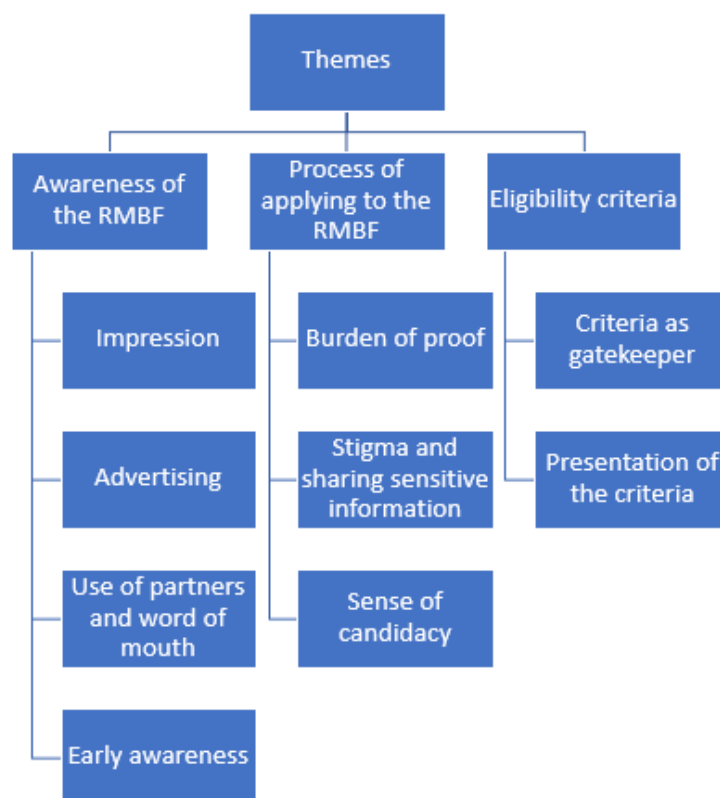 Themes
Awareness of
the RMBF
Process of
applying to the
RMBF
Eligibility criteria
Impression
Advertising
Use of partners
and word of
mouth
Early awareness
Burden of proof
Stigma and
sharing sensitive
information
Sense of
candidacy
Criteria as
gatekeeper
Presentation of
the criteria